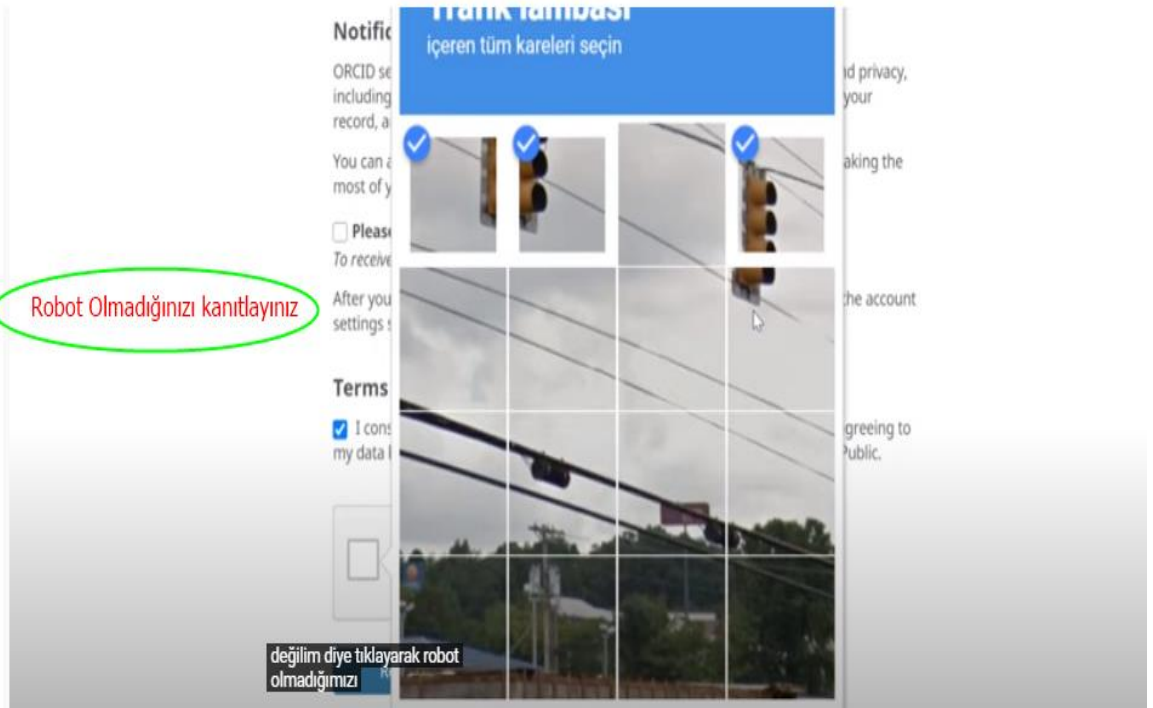 Trafik lambası
içeren tüm kareleri seçin
Notific
ORCID se
nd privacy,
including
your
record, a
You can a
aking the
most of y
Pleas
To receive
After you
the account
settings s
Robot Olmadığınızı kanıtlayınız
Terms
I cons
greeing to
my data
Public.
değilim diye tıklayarak robot
olmadığımızı